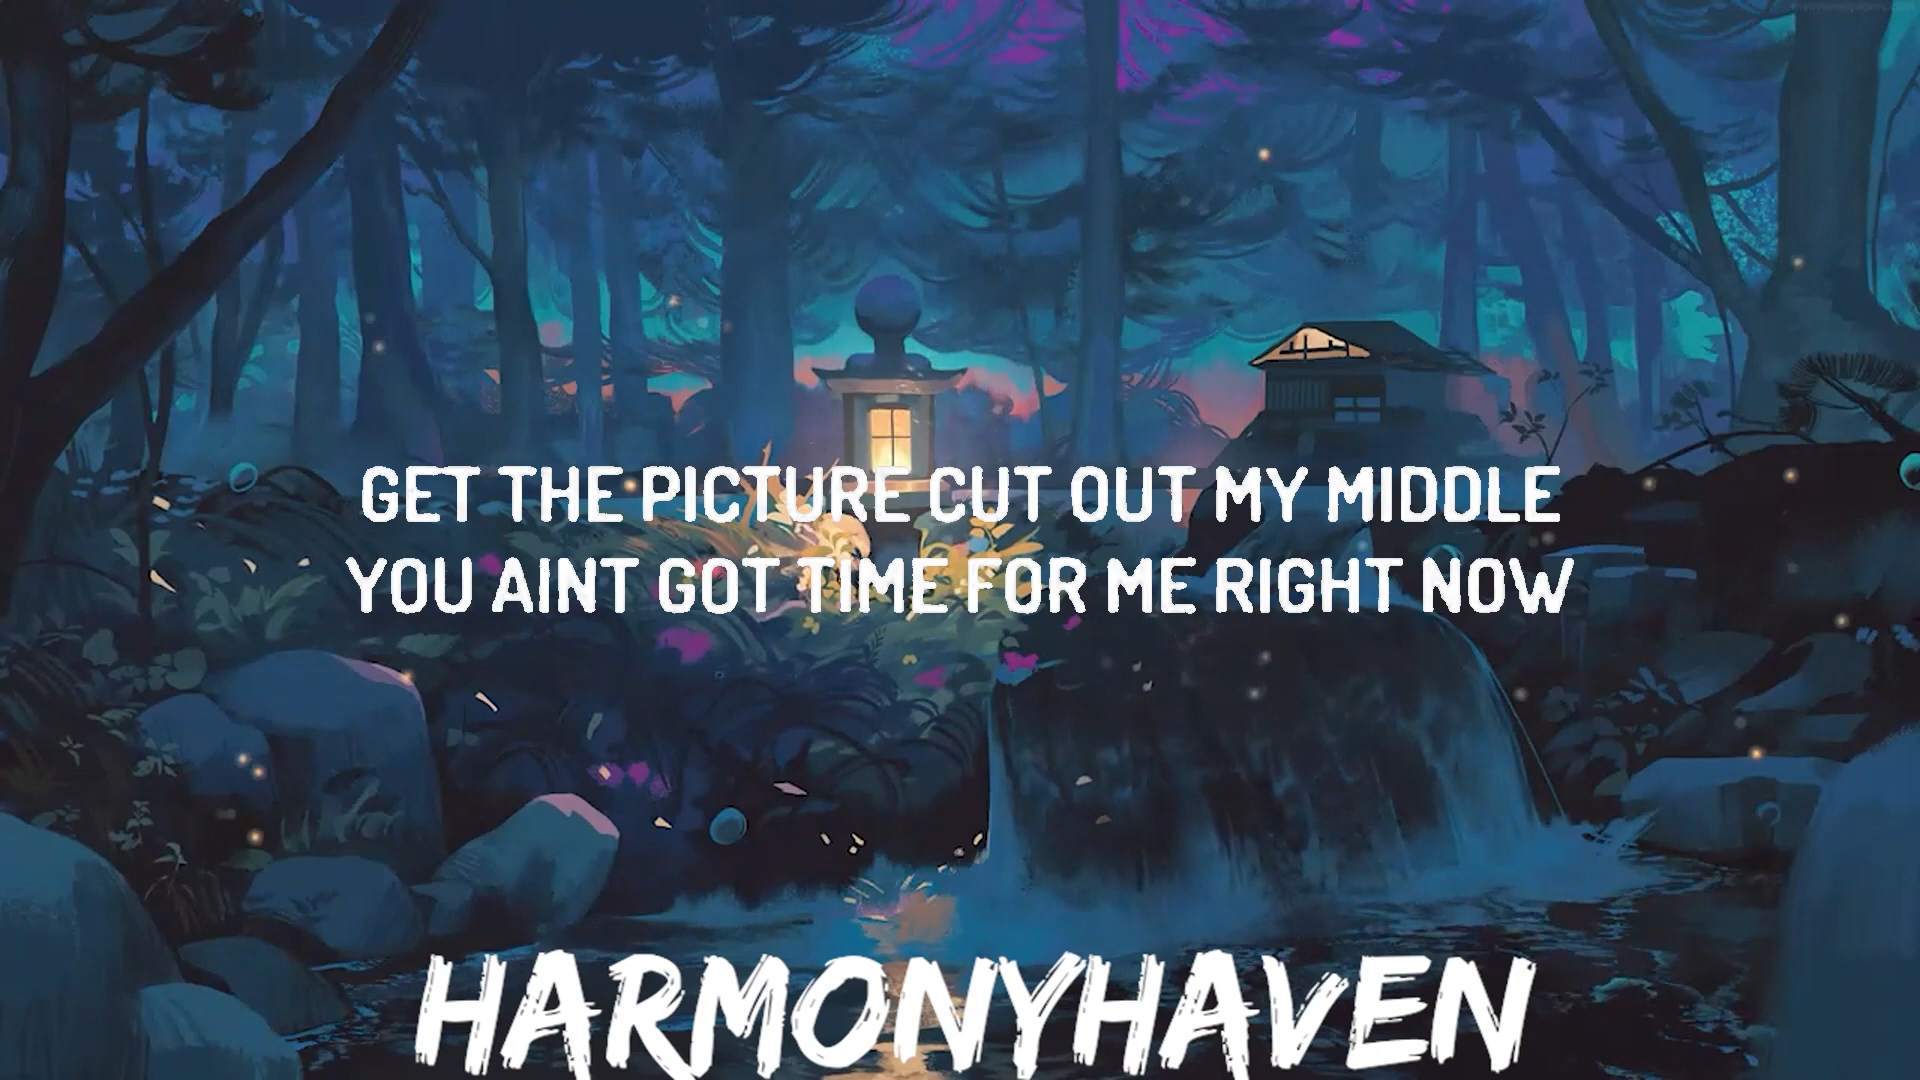 GET THE PICTURE CUT OUT MY MIDDLE
YOU AINT GOT TIME FOR ME RIGHT NOW
HARMONYHAVEN